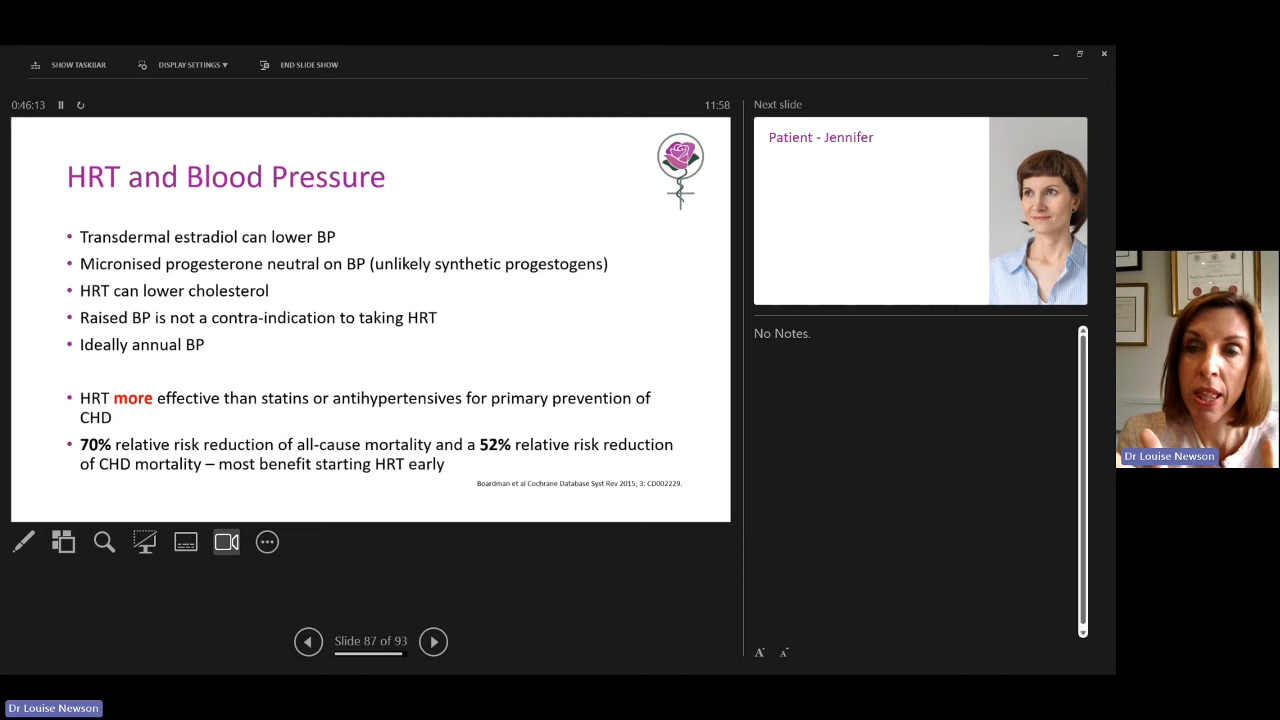 SHOW TASKBAR
DISPLAY SETTINGS ▾
END SLIDE SHOW
0:46:13
11:58
HRT and Blood Pressure
• Transdermal estradiol can lower BP
• Micronised progesterone neutral on BP (unlikely synthetic progestogens)
• HRT can lower cholesterol
• Raised BP is not a contra-indication to taking HRT
• Ideally annual BP
• HRT more effective than statins or antihypertensives for primary prevention of
CHD
• 70% relative risk reduction of all-cause mortality and a 52% relative risk reduction
of CHD mortality – most benefit starting HRT early
Boardman et al Cochrane Database Syst Rev 2015; 3: CD002229.
Slide 87 of 93
Next slide
Patient - Jennifer
No Notes.
A A
Dr Louise Newson
Dr Louise Newson